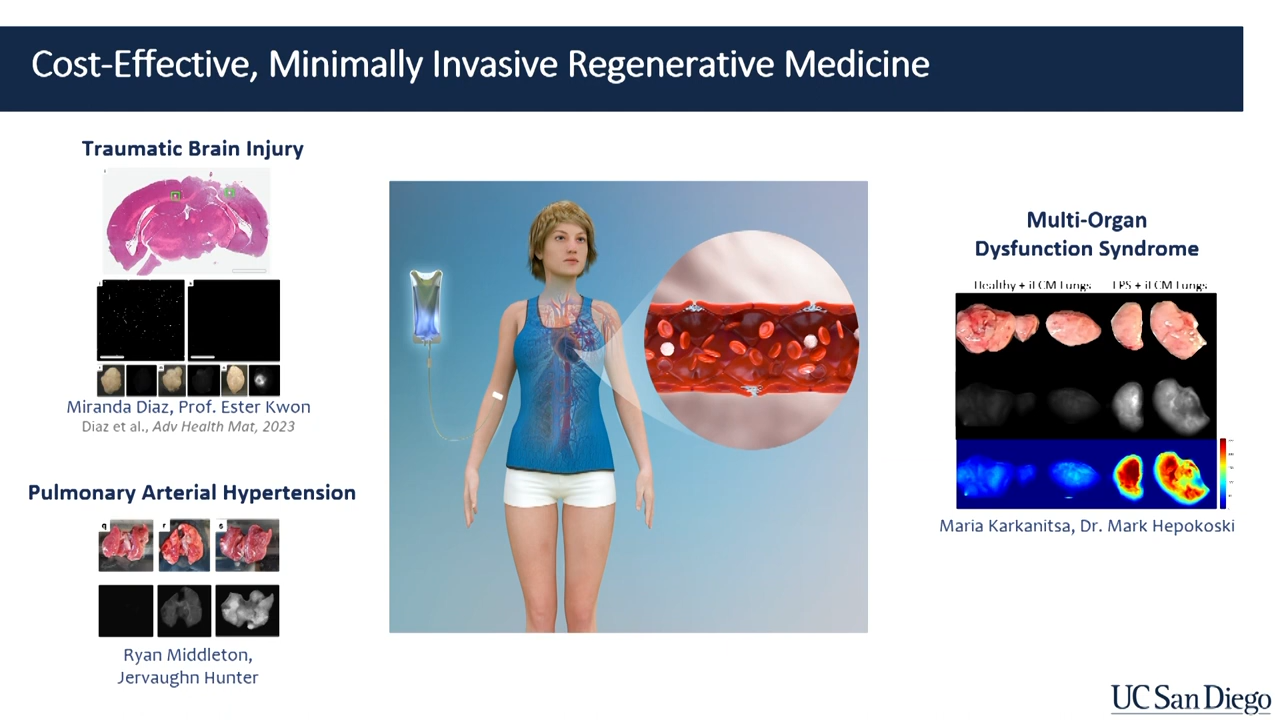 Cost-Effective, Minimally Invasive Regenerative Medicine
Traumatic Brain Injury
Miranda Diaz, Prof. Ester Kwon
Diaz et al., Adv Health Mat, 2023
Pulmonary Arterial Hypertension
q r s
Ryan Middleton,
Jervaughn Hunter
Multi-Organ
Dysfunction Syndrome
Healthy + iECM Lungs LPS + iECM Lungs
Maria Karkanitsa, Dr. Mark Hepokoski
UC San Diego